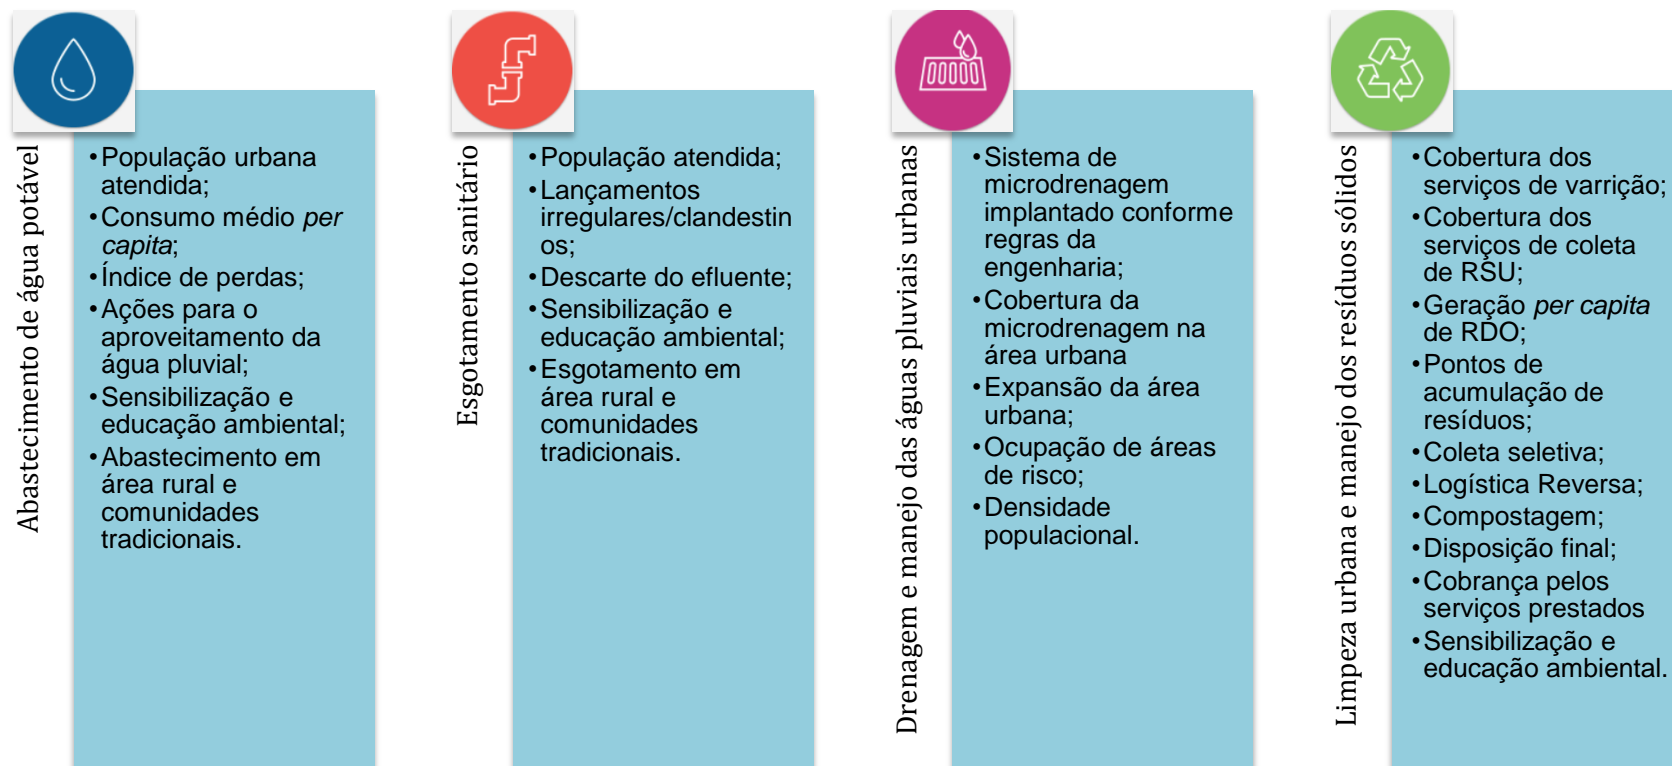 Abastecimento de água potável
•População urbana
atendida;
•Consumo médio per
capita;
•Índice de perdas;
•Ações para o
aproveitamento da
água pluvial;
•Sensibilização e
educação ambiental;
•Abastecimento em
área rural e
comunidades
tradicionais.
Esgotamento sanitário
•População atendida;
•Lançamentos
irregulares/clandestin
os;
•Descarte do efluente;
•Sensibilização e
educação ambiental;
•Esgotamento em
área rural e
comunidades
tradicionais.
Drenagem e manejo das águas pluviais urbanas
•Sistema de
microdrenagem
implantado conforme
regras da
engenharia;
•Cobertura da
microdrenagem na
área urbana
•Expansão da área
urbana;
•Ocupação de áreas
de risco;
•Densidade
populacional.
Limpeza urbana e manejo dos resíduos sólidos
•Cobertura dos
serviços de varrição;
•Cobertura dos
serviços de coleta
de RSU;
•Geração per capita
de RDO;
•Pontos de
acumulação de
resíduos;
•Coleta seletiva;
•Logística Reversa;
•Compostagem;
•Disposição final;
•Cobrança pelos
serviços prestados
•Sensibilização e
educação ambiental.